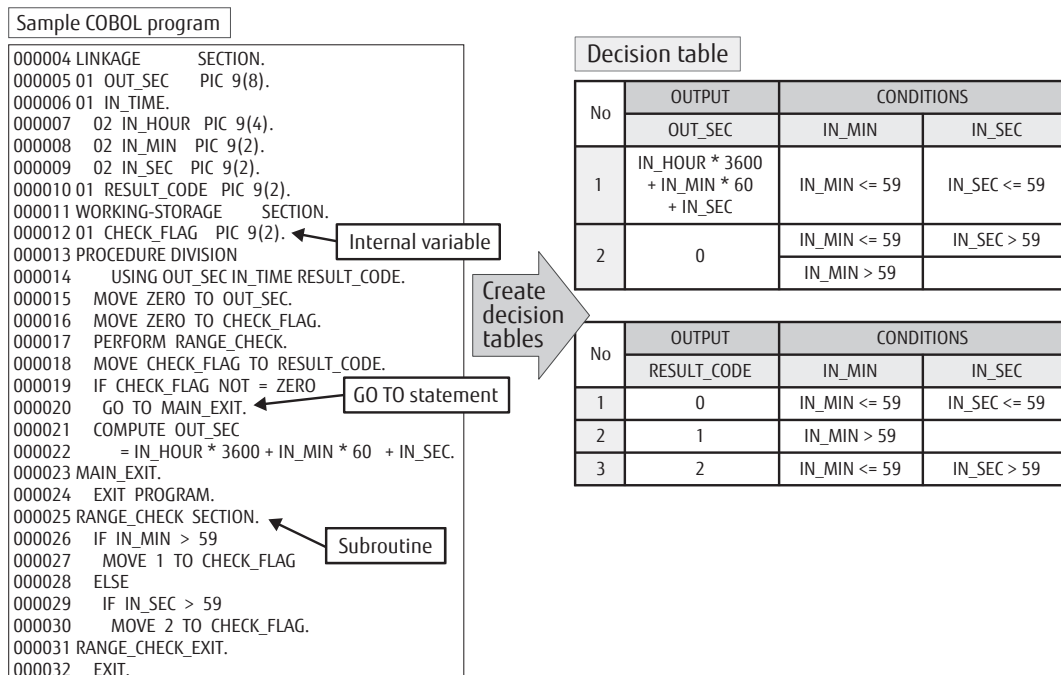 Sample COBOL program
000004 LINKAGE SECTION.
000005 01 OUT_SEC PIC 9(8).
000006 01 IN_TIME.
000007 02 IN_HOUR PIC 9(4).
000008 02 IN_MIN PIC 9(2).
000009 02 IN_SEC PIC 9(2).
000010 01 RESULT_CODE PIC 9(2).
000011 WORKING-STORAGE SECTION.
000012 01 CHECK_FLAG PIC 9(2).
Internal variable
000013 PROCEDURE DIVISION
000014 USING OUT_SEC IN_TIME RESULT_CODE.
000015 MOVE ZERO TO OUT_SEC.
000016 MOVE ZERO TO CHECK_FLAG.
000017 PERFORM RANGE_CHECK.
000018 MOVE CHECK_FLAG TO RESULT_CODE.
000019 IF CHECK_FLAG NOT = ZERO
000020 GO TO MAIN_EXIT.
GO TO statement
000021 COMPUTE OUT_SEC
000022 = IN_HOUR * 3600 + IN_MIN * 60 + IN_SEC.
000023 MAIN_EXIT.
000024 EXIT PROGRAM.
000025 RANGE_CHECK SECTION.
Subroutine
000026 IF IN_MIN > 59
000027 MOVE 1 TO CHECK_FLAG
000028 ELSE
000029 IF IN_SEC > 59
000030 MOVE 2 TO CHECK_FLAG.
000031 RANGE_CHECK_EXIT.
000032 EXIT.
Create
decision
tables
Decision table
No OUTPUT CONDITIONS
OUT_SEC IN_MIN IN_SEC
1 IN_HOUR * 3600
+ IN_MIN * 60
+ IN_SEC
IN_MIN <= 59 IN_SEC <= 59
2 0 IN_MIN <= 59 IN_SEC > 59
IN_MIN > 59
No OUTPUT CONDITIONS
RESULT_CODE IN_MIN IN_SEC
1 0 IN_MIN <= 59 IN_SEC <= 59
2 1 IN_MIN > 59
3 2 IN_MIN <= 59 IN_SEC > 59